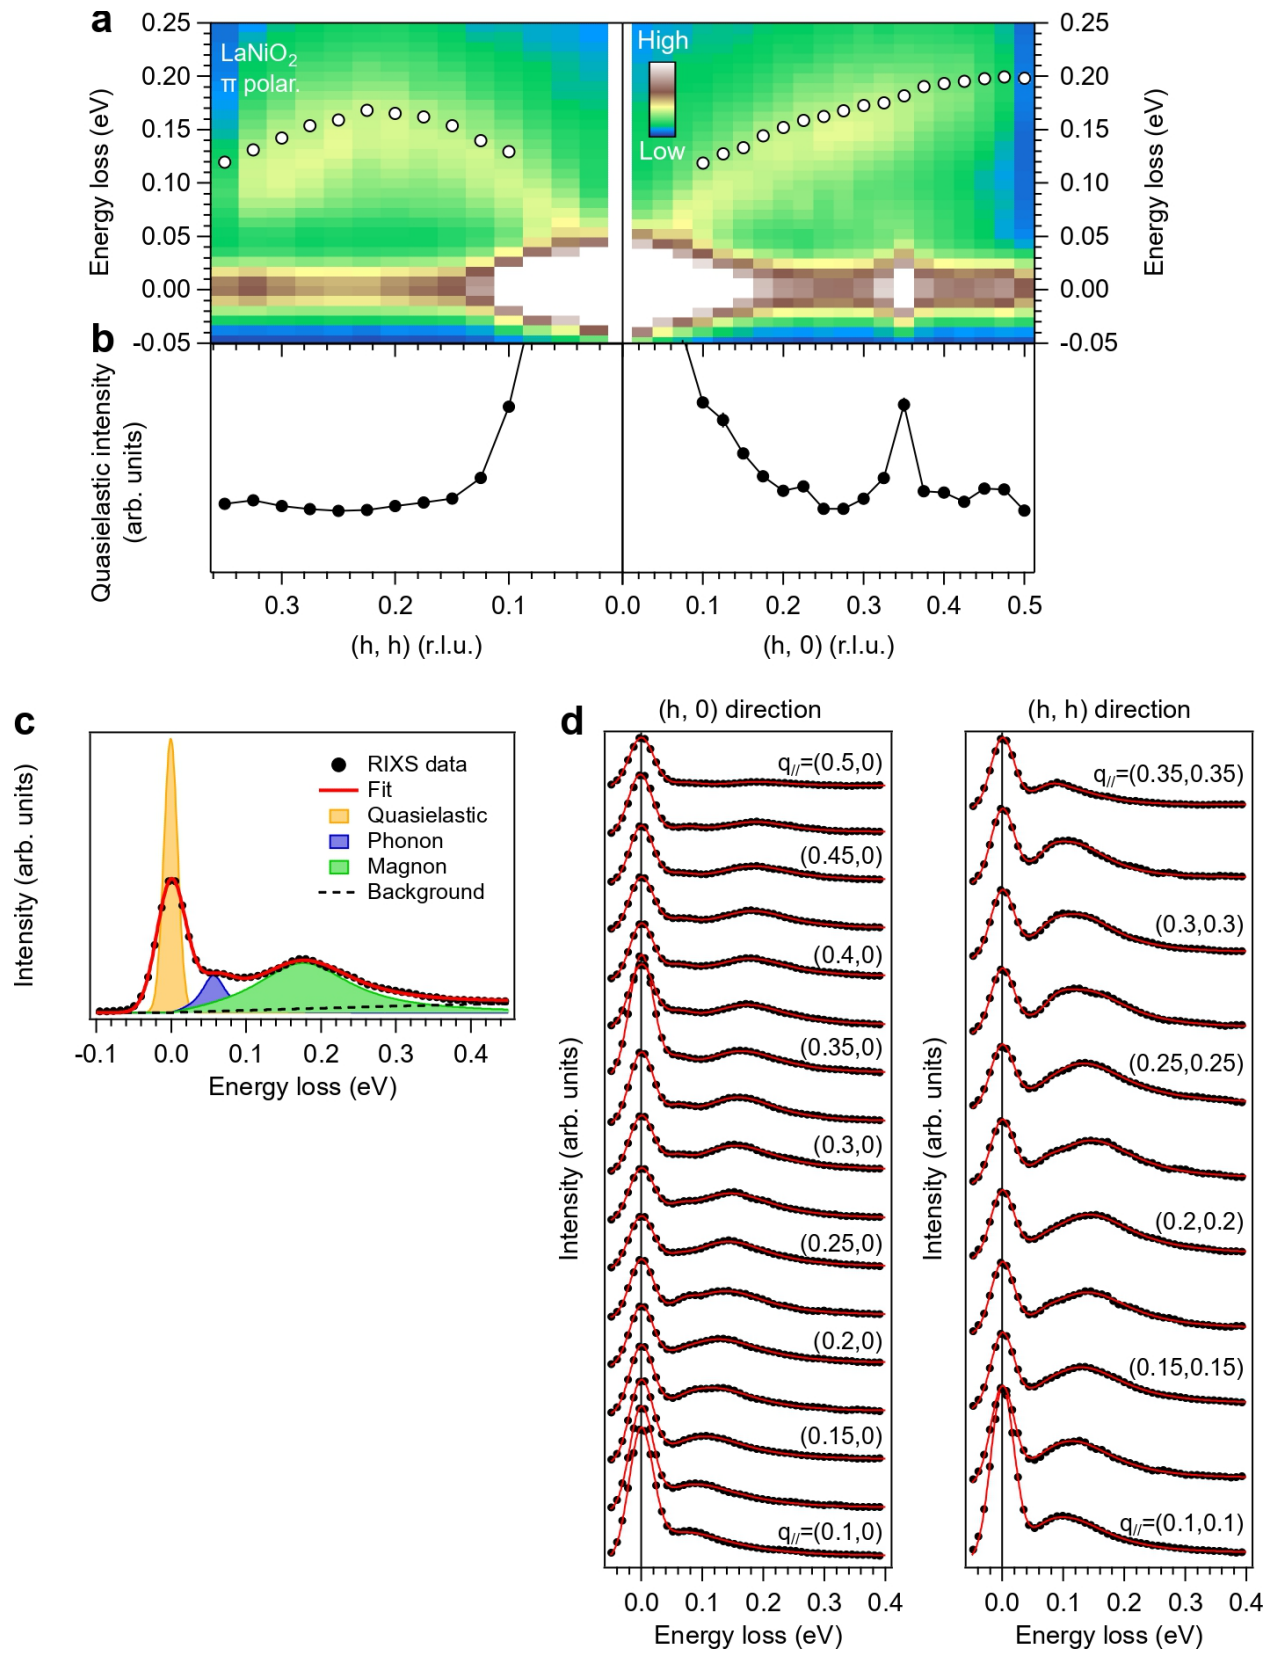 a
0.25
0.20
0.15
0.10
0.05
0.00
-0.05
Energy loss (eV)
LaNiO2
π polar.
High
Low
0.25
0.20
0.15
0.10
0.05
0.00
-0.05
Energy loss (eV)
b
Quasielastic intensity
(arb. units)
0.3 0.2 0.1 0.0 0.1 0.2 0.3 0.4 0.5
(h, h) (r.l.u.) (h, 0) (r.l.u.)
c
Intensity (arb. units)
RIXS data
Fit
Quasielastic
Phonon
Magnon
Background
-0.1 0.0 0.1 0.2 0.3 0.4
Energy loss (eV)
d
(h, 0) direction
Intensity (arb. units)
q//=(0.5,0)
(0.45,0)
(0.4,0)
(0.35,0)
(0.3,0)
(0.25,0)
(0.2,0)
(0.15,0)
q//=(0.1,0)
0.0 0.1 0.2 0.3 0.4
Energy loss (eV)
(h, h) direction
Intensity (arb. units)
q//=(0.35,0.35)
(0.3,0.3)
(0.25,0.25)
(0.2,0.2)
(0.15,0.15)
q//=(0.1,0.1)
0.0 0.1 0.2 0.3 0.4
Energy loss (eV)